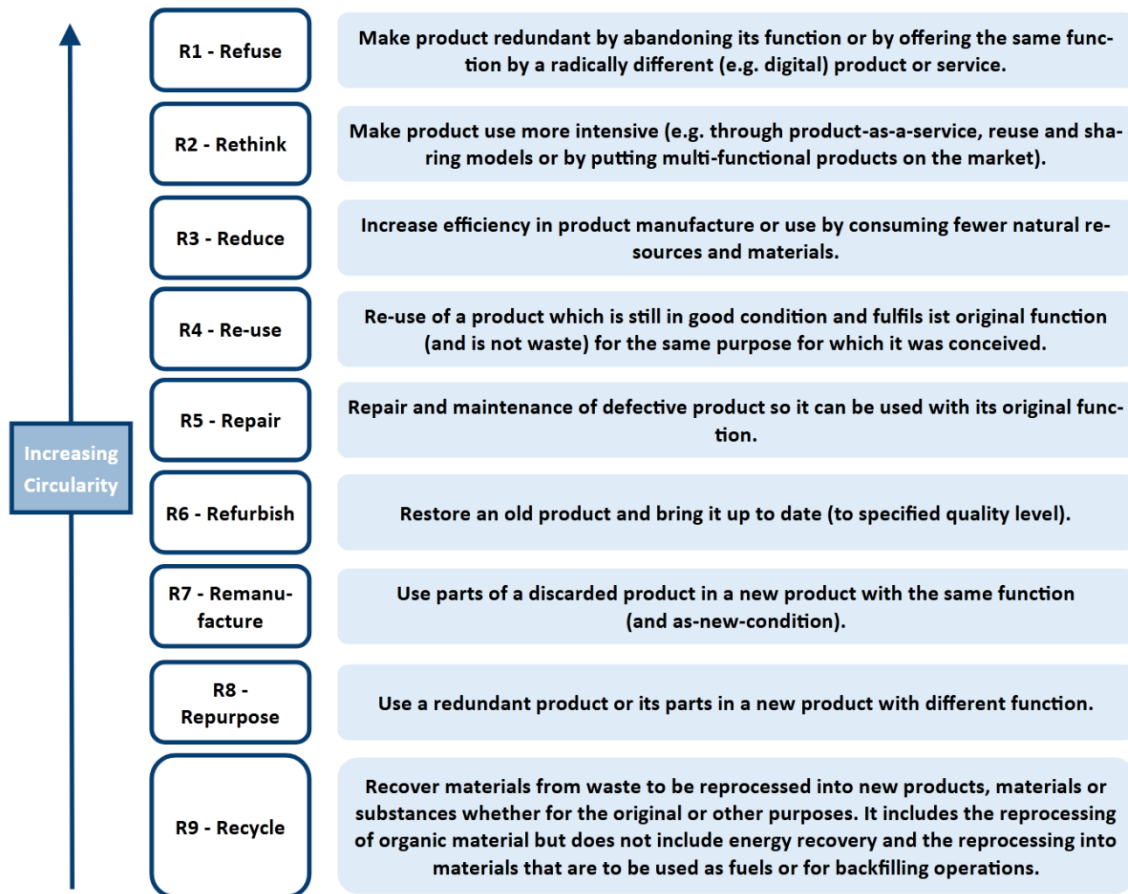 R1 - Refuse
Make product redundant by abandoning its function or by offering the same func-
tion by a radically different (e.g. digital) product or service.
R2 - Rethink
Make product use more intensive (e.g. through product-as-a-service, reuse and sha-
ring models or by putting multi-functional products on the market).
R3 - Reduce
Increase efficiency in product manufacture or use by consuming fewer natural re-
sources and materials.
R4 - Re-use
Re-use of a product which is still in good condition and fulfils ist original function
(and is not waste) for the same purpose for which it was conceived.
R5 - Repair
Repair and maintenance of defective product so it can be used with its original func-
tion.
Increasing
Circularity
R6 - Refurbish
Restore an old product and bring it up to date (to specified quality level).
R7 - Remanu-
facture
Use parts of a discarded product in a new product with the same function
(and as-new-condition).
R8 -
Repurpose
Use a redundant product or its parts in a new product with different function.
R9 - Recycle
Recover materials from waste to be reprocessed into new products, materials or
substances whether for the original or other purposes. It includes the reprocessing
of organic material but does not include energy recovery and the reprocessing into
materials that are to be used as fuels or for backfilling operations.